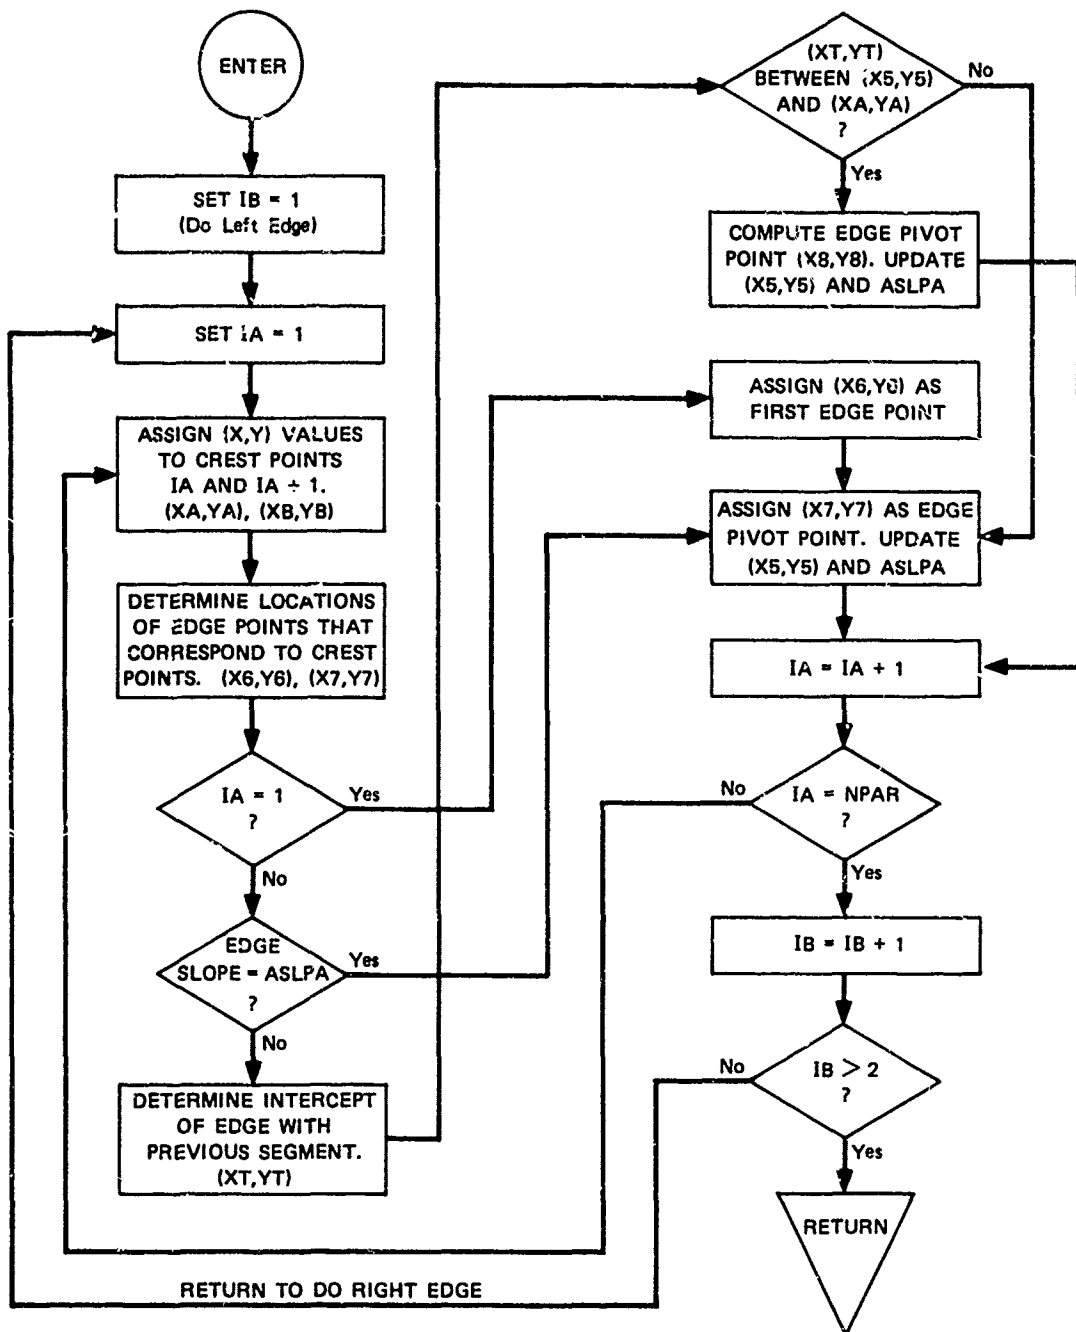 ENTER
SET IB = 1
(Do Left Edge)
SET IA = 1
ASSIGN (X,Y) VALUES
TO CREST POINTS
IA AND IA + 1.
(XA,YA), (XB,YB)
DETERMINE LOCATIONS
OF EDGE POINTS THAT
CORRESPOND TO CREST
POINTS. (X6,Y6), (X7,Y7)
IA = 1
?
Yes
No
EDGE
SLOPE = ASLPA
?
Yes
No
DETERMINE INTERCEPT
OF EDGE WITH
PREVIOUS SEGMENT.
(XT,YT)
(XT,YT)
BETWEEN (X5,Y5)
AND (XA,YA)
?
No
Yes
COMPUTE EDGE PIVOT
POINT (X8,Y8). UPDATE
(X5,Y5) AND ASLPA
ASSIGN (X6,Y6) AS
FIRST EDGE POINT
ASSIGN (X7,Y7) AS EDGE
PIVOT POINT. UPDATE
(X5,Y5) AND ASLPA
IA = IA + 1
IA = NPAR
?
No
Yes
IB = IB + 1
IB > 2
?
No
Yes
RETURN
RETURN TO DO RIGHT EDGE